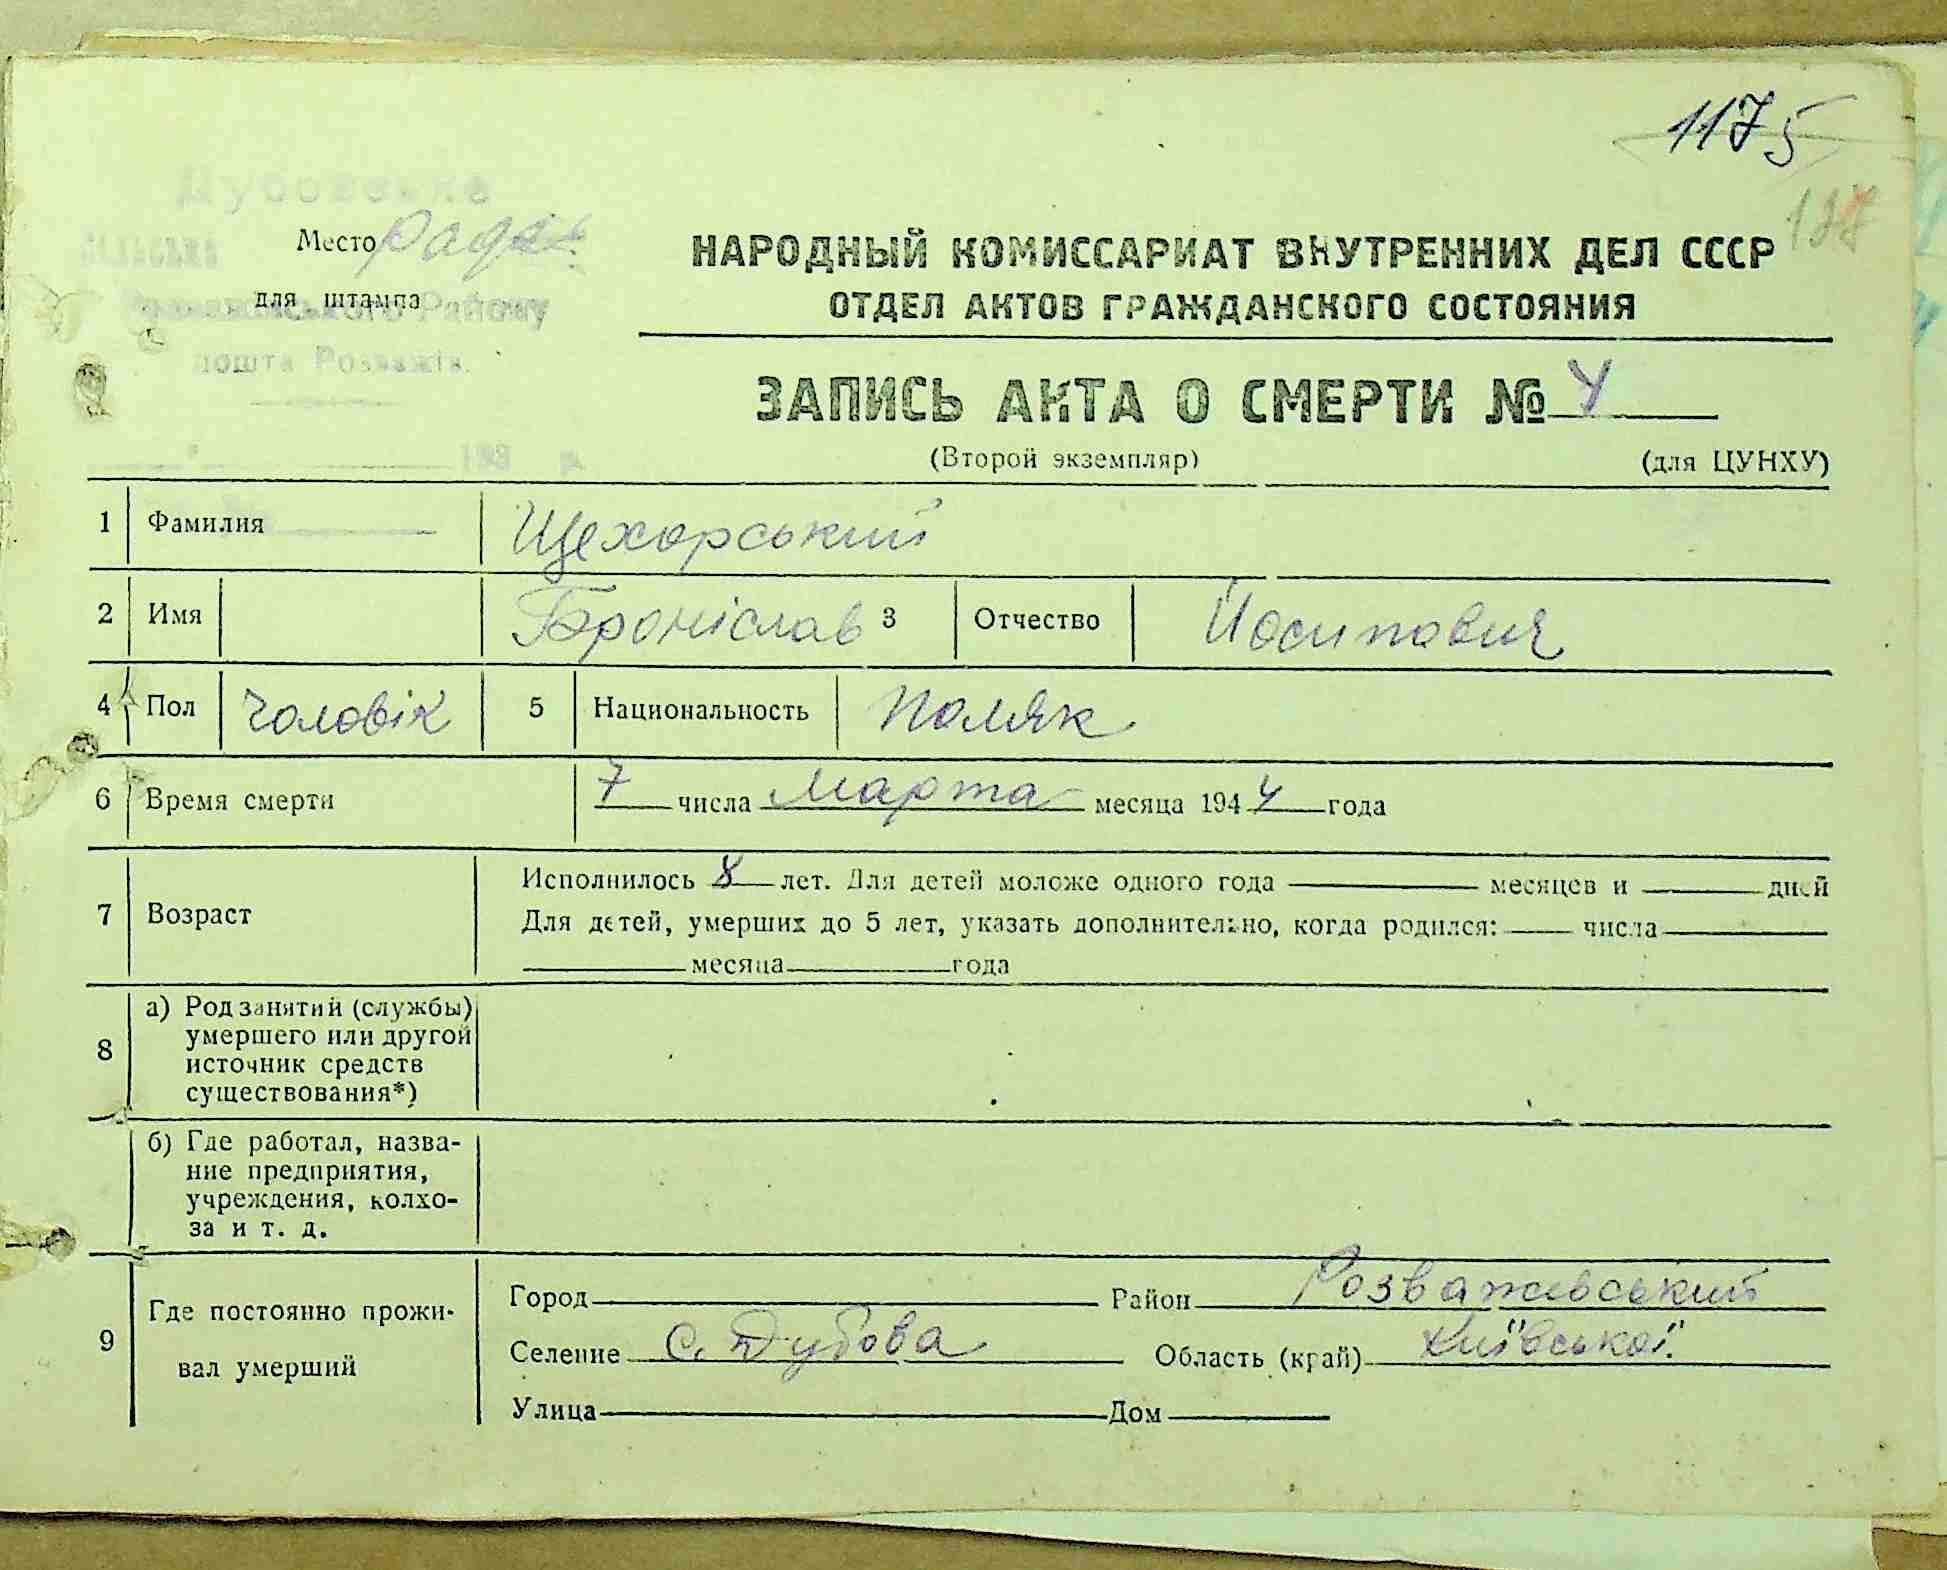 1175
Дубовська
Место Рада
сільська
для штампа
Району
пошта Розважів.
193 р.
НАРОДНЫЙ КОМИССАРИАТ ВНУТРЕННИХ ДЕЛ СССР
ОТДЕЛ АКТОВ ГРАЖДАНСКОГО СОСТОЯНИЯ
ЗАПИСЬ АКТА О СМЕРТИ № 4
(Второй экземпляр) (для ЦУНХУ)
1 Фамилия Щехорський
2 Имя Броніслав 3 Отчество Йосипович
4 Пол чоловік 5 Национальность поляк
6 Время смерти 7 числа марта месяца 1944 года
7 Возраст
Исполнилось 8 лет. Для детей моложе одного года месяцев и дней
Для детей, умерших до 5 лет, указать дополнительно, когда родился: числа
месяца года
8 а) Род занятий (службы)
умершего или другой
источник средств
существования*)
б) Где работал, назва-
ние предприятия,
учреждения, колхо-
за и т. д.
9 Где постоянно прожи-
вал умерший
Город Район Розважевський
Селение с. Дубова Область (край) Київської
Улица Дом